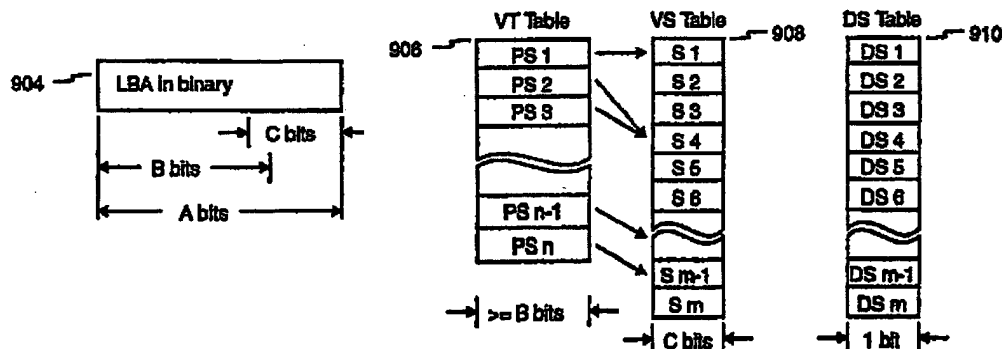 904
LBA in binary
C bits
B bits
A bits
VT Table
906
PS 1
PS 2
PS 3
PS n-1
PS n
>= B bits
VS Table
908
S 1
S 2
S 3
S 4
S 5
S 6
S m-1
S m
C bits
DS Table
910
DS 1
DS 2
DS 3
DS 4
DS 5
DS 6
DS m-1
DS m
1 bit